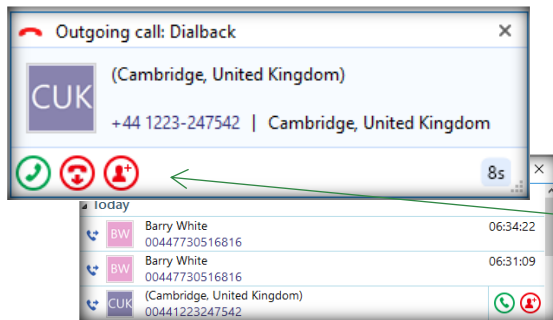 Outgoing call: Dialback
(Cambridge, United Kingdom)
CUK
+44 1223-247542 | Cambridge, United Kingdom
8s
Today
BW Barry White 06:34:22
00447730516816
BW Barry White 06:31:09
00447730516816
CUK (Cambridge, United Kingdom)
00441223247542